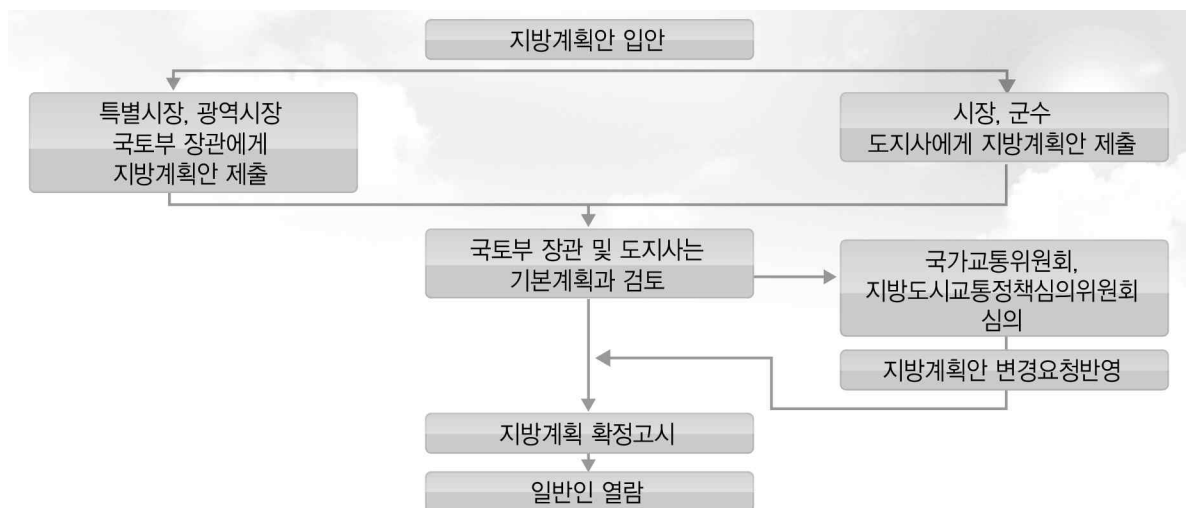 지방계획안 입안
특별시장, 광역시장
국토부 장관에게
지방계획안 제출
시장, 군수
도지사에게 지방계획안 제출
국토부 장관 및 도지사는
기본계획과 검토
국가교통위원회,
지방도시교통정책심의위원회
심의
지방계획안 변경요청반영
지방계획 확정고시
일반인 열람